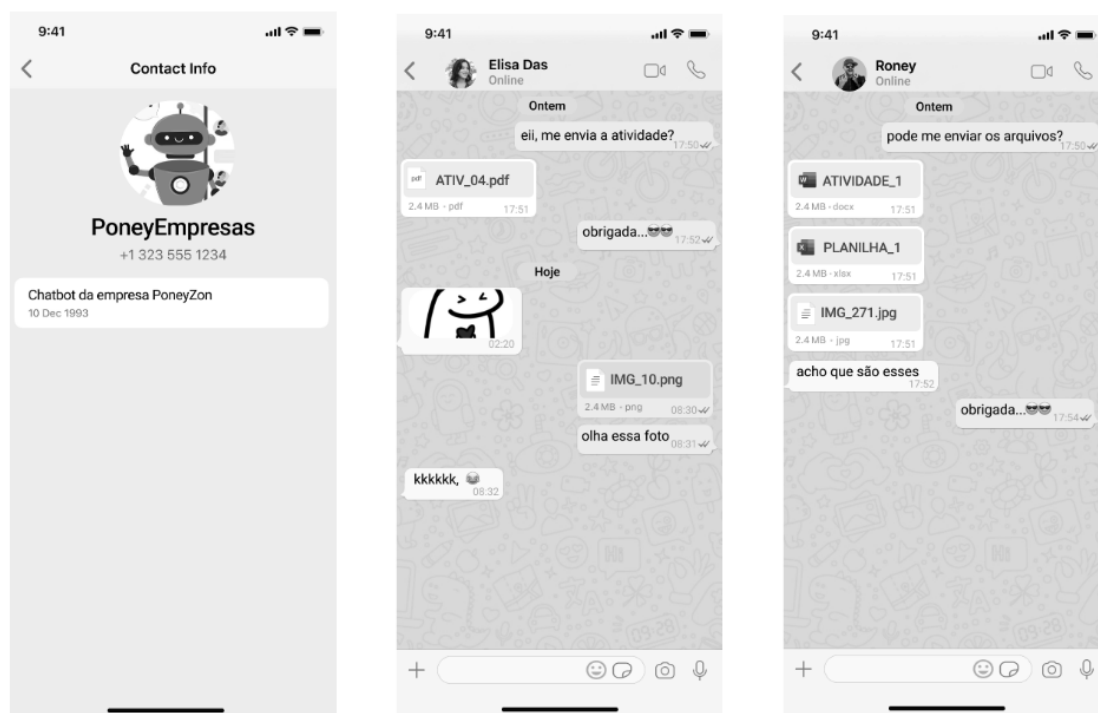 9:41
Contact Info
PoneyEmpresas
+1 323 555 1234
Chatbot da empresa PoneyZon
10 Dec 1993
9:41
Elisa Das
Online
Ontem
eii, me envia a atividade?
17:50
pdf
ATIV_04.pdf
2.4 MB · pdf
17:51
obrigada...😎😎
17:52
Hoje
02:20
IMG_10.png
2.4 MB · png
08:30
olha essa foto
08:31
kkkkkk, 😂
08:32
9:41
Roney
Online
Ontem
pode me enviar os arquivos?
17:50
ATIVIDADE_1
2.4 MB · docx
17:51
PLANILHA_1
2.4 MB · xlsx
17:51
IMG_271.jpg
2.4 MB · jpg
17:51
acho que são esses
17:52
obrigada...😎😎
17:54